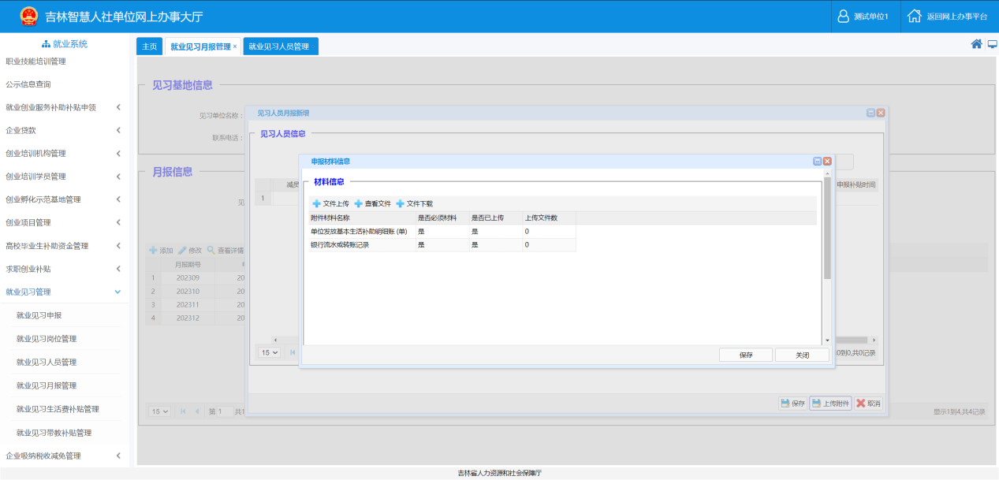 吉林智慧人社单位网上办事大厅
测试单位1
返回网上办事平台
就业系统
职业技能培训管理
公示信息查询
就业创业服务补助补贴申领
企业贷款
创业培训机构管理
创业培训学员管理
创业孵化示范基地管理
创业项目管理
高校毕业生补助资金管理
求职创业补贴
就业见习管理
就业见习申报
就业见习岗位管理
就业见习人员管理
就业见习月报管理
就业见习生活费补贴管理
就业见习带教补贴管理
企业吸纳税收减免管理
主页 就业见习月报管理 × 就业见习人员管理
见习基地信息
见习单位名称：
联系电话：
月报信息
见
添加 修改 查看详情
月报期号
1 202309 20
2 202310 20
3 202311 20
4 202312 20
15 第 1 共1
显示1到4,共4记录
见习人员月报新增
见习人员信息
减员
申报补贴时间
1
15
0到0,共0记录
保存 上传附件 取消
申报材料信息
材料信息
文件上传 查看文件 文件下载
附件材料名称 是否必须材料 是否已上传 上传文件数
单位发放基本生活补助明细账 (单) 是 是 0
银行流水或转账记录 是 是 0
保存 关闭
吉林省人力资源和社会保障厅